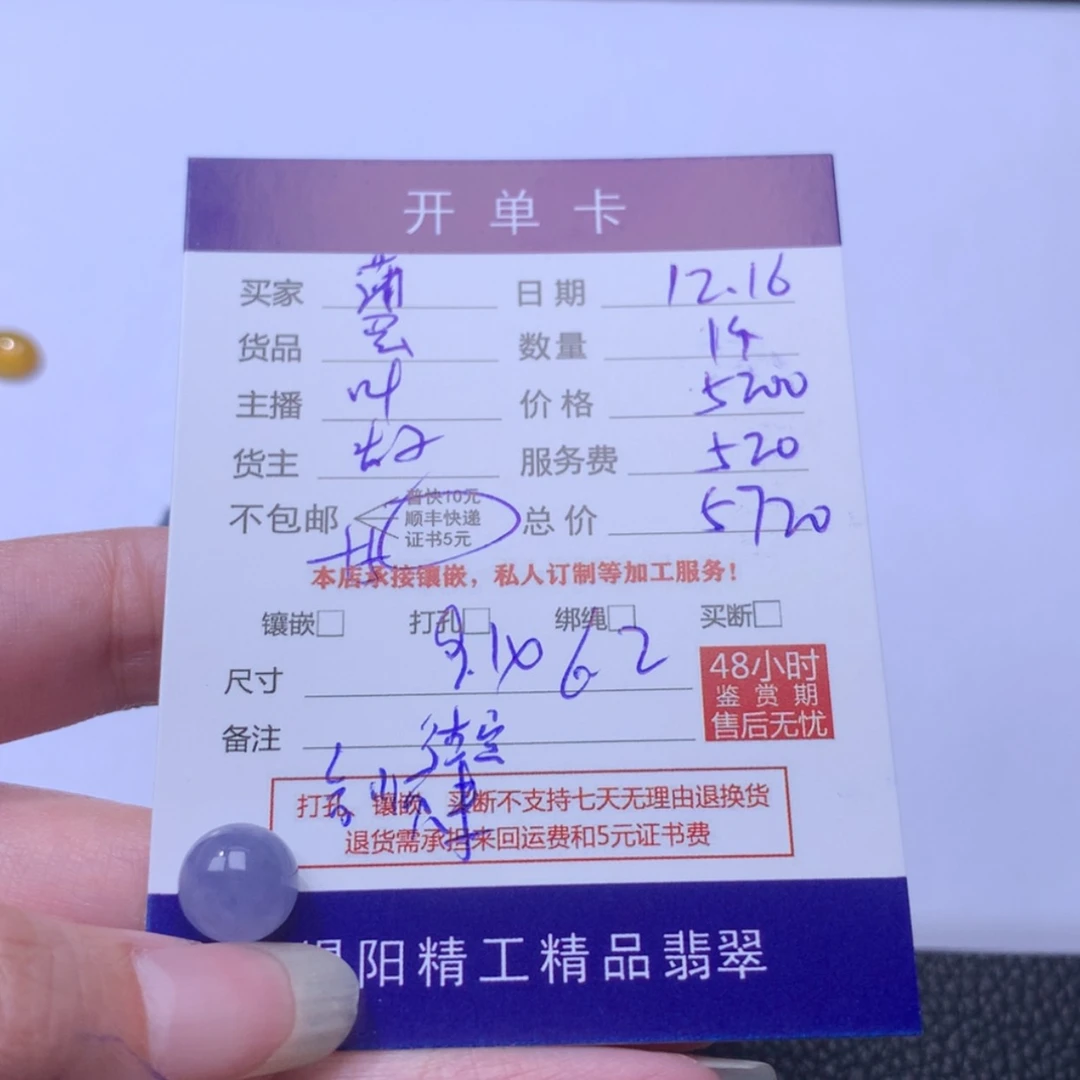 开单卡
买家 日期 12.16
货品 数量
主播 叶 价格 5200
货主 服务费 520
不包邮 普快10元 顺丰快递 证书5元 总价 5720
本店承接镶嵌，私人订制等加工服务！
镶嵌□ 打孔□ 绑绳□ 买断□
尺寸
备注
48小时
鉴赏期
售后无忧
打孔、镶嵌、买断不支持七天无理由退换货
退货需承担来回运费和5元证书费
阳精工精品翡翠